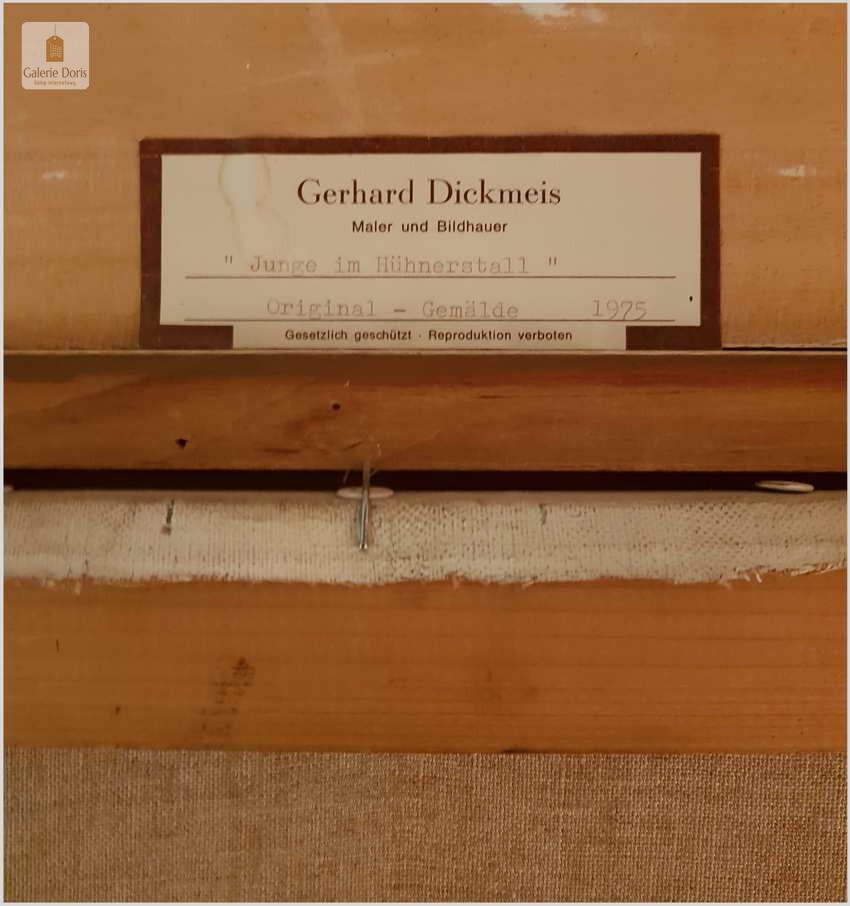 Galerie Doris
Gerhard Dickmeis
Maler und Bildhauer
" Junge im Hühnerstall "
Original - Gemälde 1975
Gesetzlich geschützt · Reproduktion verboten